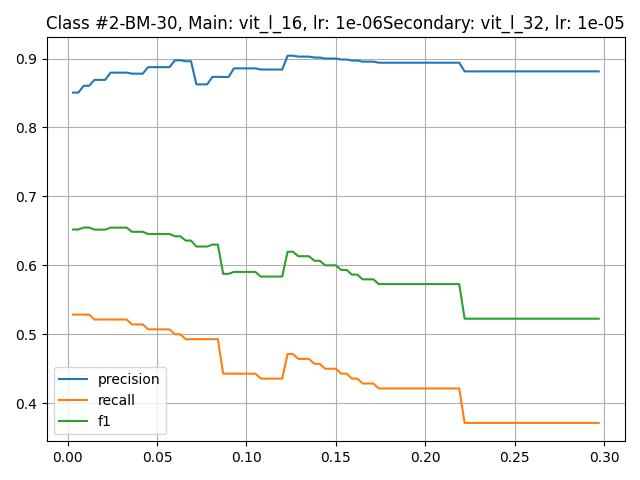 Class #2-BM-30, Main: vit_l_16, lr: 1e-06Secondary: vit_l_32, lr: 1e-05
0.9
0.8
0.7
0.6
0.5
0.4
precision
recall
f1
0.00 0.05 0.10 0.15 0.20 0.25 0.30